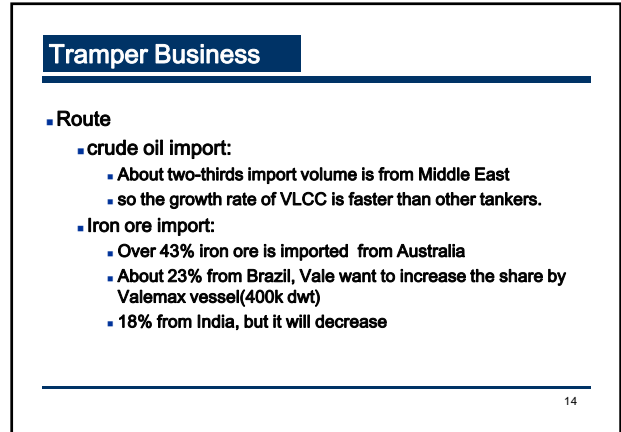 Tramper Business
Route
crude oil import:
About two-thirds import volume is from Middle East
so the growth rate of VLCC is faster than other tankers.
Iron ore import:
Over 43% iron ore is imported from Australia
About 23% from Brazil, Vale want to increase the share by
Valemax vessel(400k dwt)
18% from India, but it will decrease
14